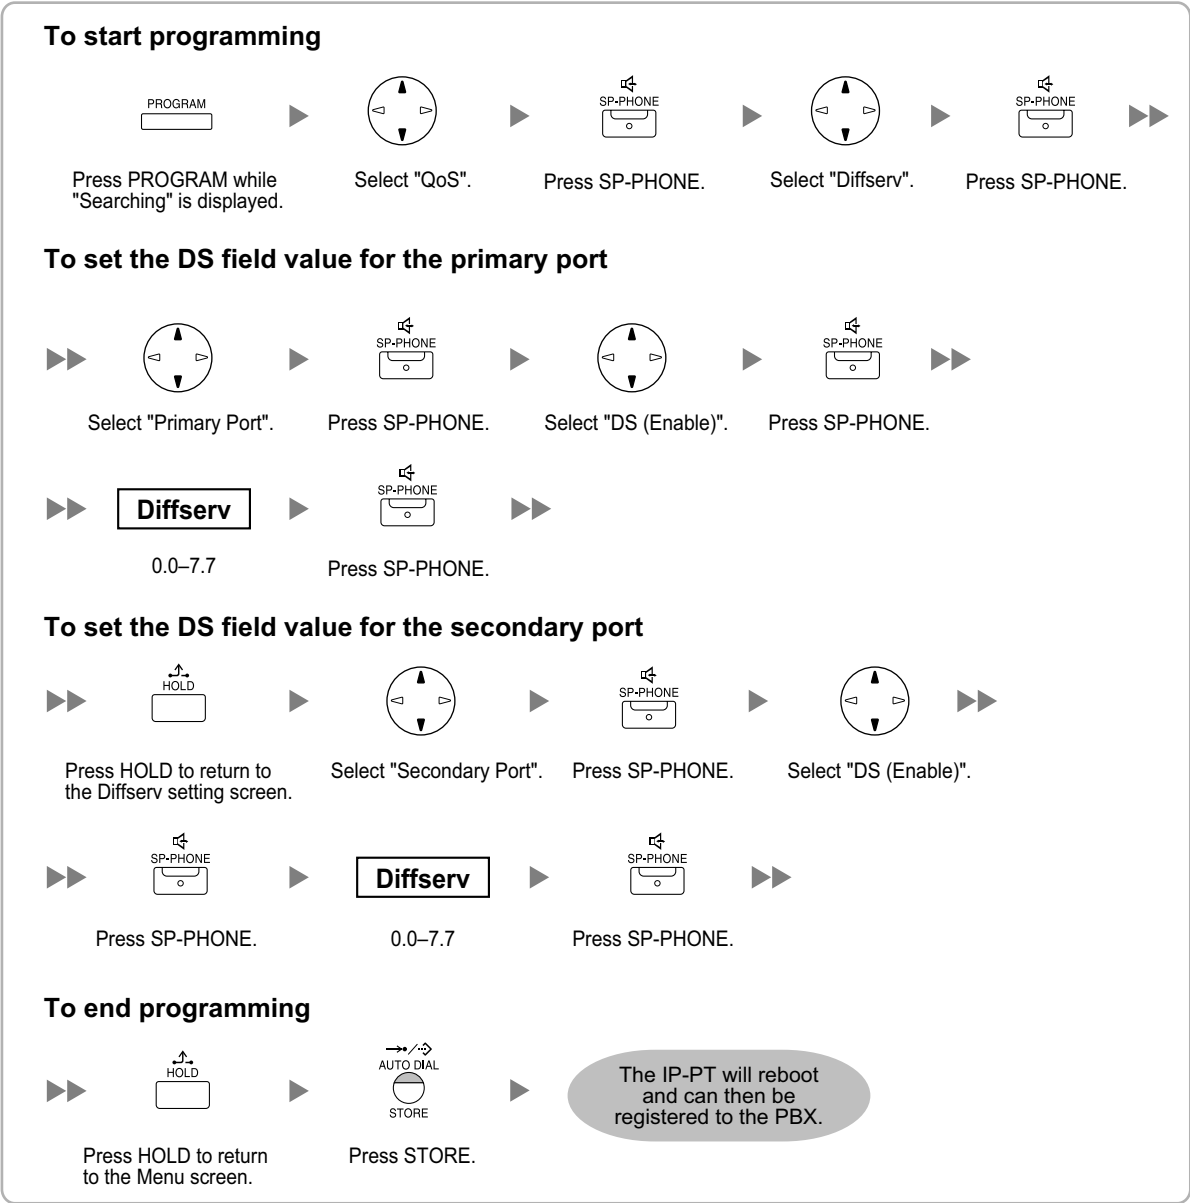 To start programming
PROGRAM
SP-PHONE
SP-PHONE
Press PROGRAM while
"Searching" is displayed.
Select "QoS".
Press SP-PHONE.
Select "Diffserv".
Press SP-PHONE.
To set the DS field value for the primary port
SP-PHONE
SP-PHONE
Select "Primary Port".
Press SP-PHONE.
Select "DS (Enable)".
Press SP-PHONE.
Diffserv
SP-PHONE
0.0–7.7
Press SP-PHONE.
To set the DS field value for the secondary port
HOLD
SP-PHONE
Press HOLD to return to
the Diffserv setting screen.
Select "Secondary Port".
Press SP-PHONE.
Select "DS (Enable)".
SP-PHONE
Diffserv
SP-PHONE
Press SP-PHONE.
0.0–7.7
Press SP-PHONE.
To end programming
HOLD
AUTO DIAL
STORE
The IP-PT will reboot
and can then be
registered to the PBX.
Press HOLD to return
to the Menu screen.
Press STORE.